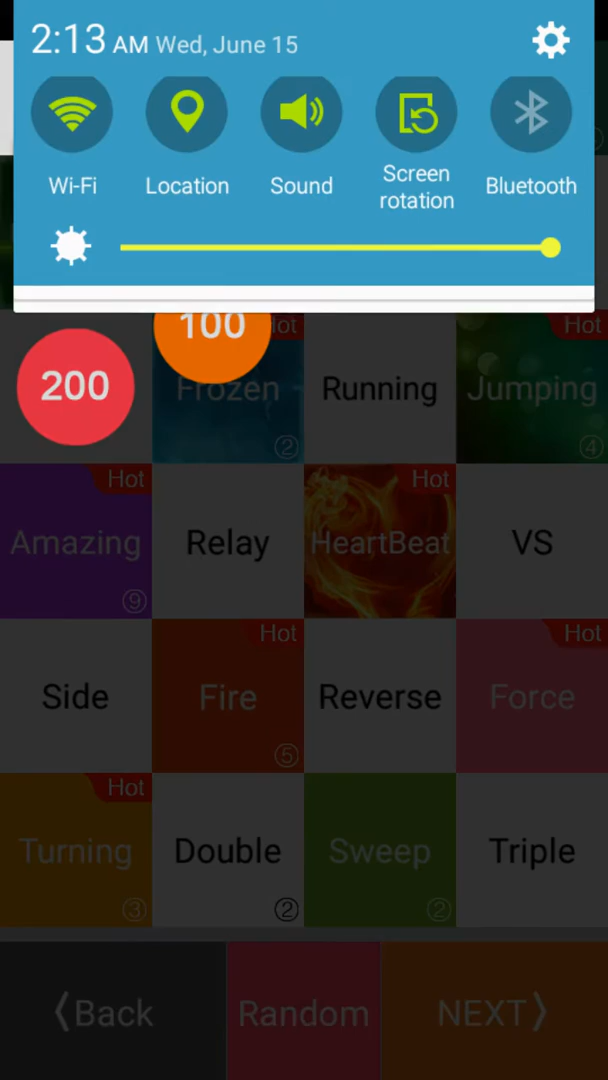 2:13 AM Wed, June 15
Wi-Fi
Location
Sound
Screen
rotation
Bluetooth
200
100
Hot
Frozen
②
Running
Hot
Jumping
④
Hot
Amazing
⑨
Relay
Hot
HeartBeat
VS
Side
Hot
Fire
⑤
Reverse
Hot
Force
Hot
Turning
③
Double
②
Sweep
②
Triple
⟨Back
Random
NEXT⟩